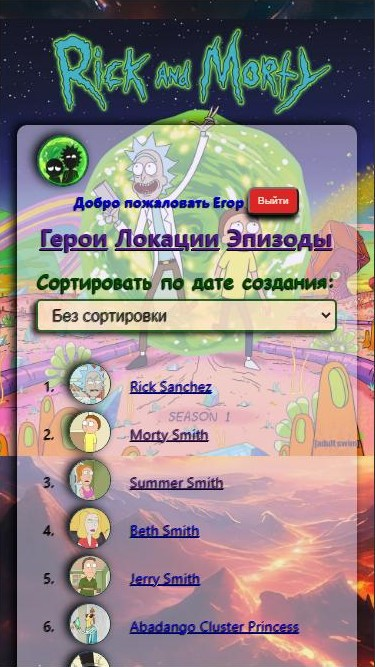 Rick and Morty
Добро пожаловать Егор Выйти
Герои Локации Эпизоды
Сортировать по дате создания:
Без сортировки
1. Rick Sanchez
SEASON 1
2. Morty Smith
[adult swim]
3. Summer Smith
4. Beth Smith
5. Jerry Smith
6. Abadango Cluster Princess